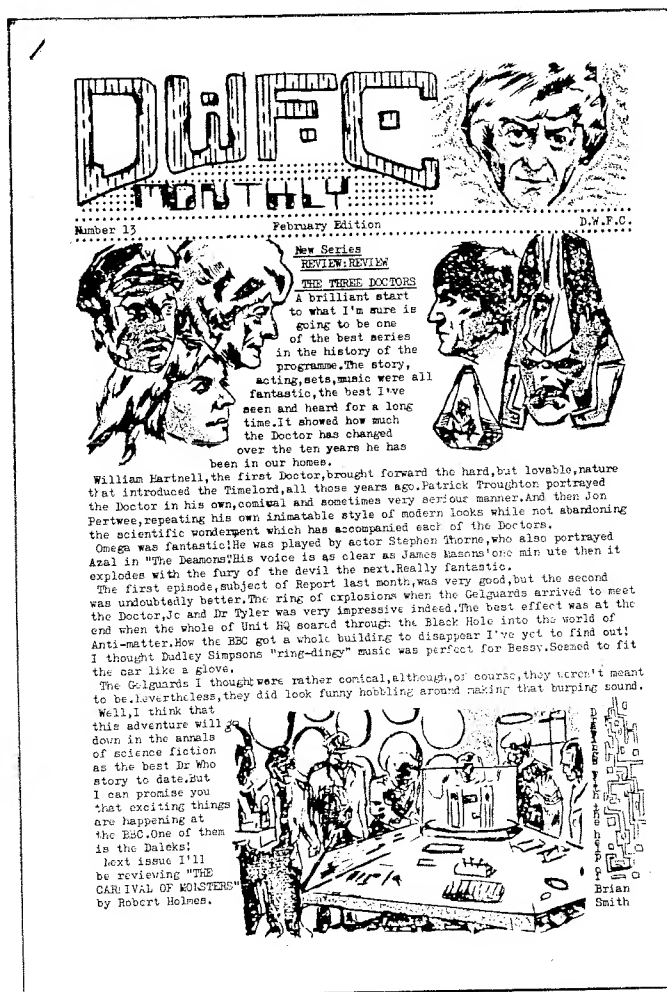 DWFC
MONTHLY
Number 13 February Edition D.W.F.C.
New Series
REVIEW:REVIEW
THE THREE DOCTORS
A brilliant start
to what I'm sure is
going to be one
of the best series
in the history of the
programme.The story,
acting,sets,music were all
fantastic,the best I've
seen and heard for a long
time.It showed how much
the Doctor has changed
over the ten years he has
been in our homes.
William Hartnell,the first Doctor,brought forward the hard,but lovable,nature
that introduced the Timelord,all those years ago.Patrick Troughton portrayed
the Doctor in his own,comical and sometimes very serious manner.And then Jon
Pertwee,repeating his own inimatable style of modern looks while not abandoning
the scientific wonderment which has accompanied each of the Doctors.
Omega was fantastic!He was played by actor Stephen Thorne,who also portrayed
Azal in "The Deamons"His voice is as clear as James Masons'one min ute then it
explodes with the fury of the devil the next.Really fantastic.
The first episode,subject of Report last month,was very good,but the second
was undoubtedly better.The ring of explosions when the Gelguards arrived to meet
the Doctor,Jo and Dr Tyler was very impressive indeed.The best effect was at the
end when the whole of Unit HQ soared through the Black Hole into the world of
Anti-matter.How the BBC got a whole building to disappear I've yet to find out!
I thought Dudley Simpsons "ring-dingy" music was perfect for Bessy.Seemed to fit
the car like a glove.
The Gelguards I thought were rather comical,although,of course,they weren't meant
to be.Nevertheless,they did look funny hobbling around making that burping sound.
Well,I think that
this adventure will go
down in the annals
of science fiction
as the best Dr Who
story to date.But
I can promise you
that exciting things
are happening at
the BBC.One of them
is the Daleks!
Next issue I'll
be reviewing "THE
CARNIVAL OF MONSTERS"
by Robert Holmes.
Drawings with the help of
Brian
Smith